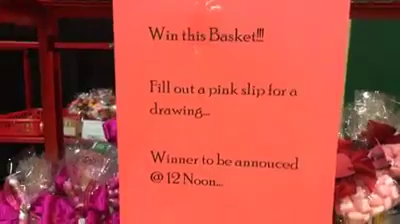 Win this Basket!!!
Fill out a pink slip for a
drawing...
Winner to be annouced
@ 12 Noon...